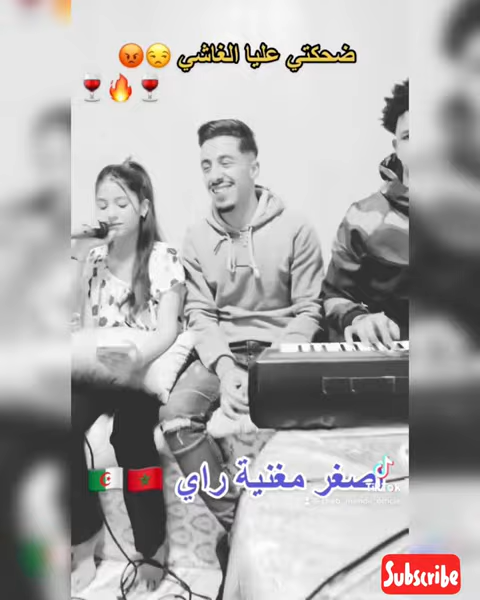 ضحكتي عليا الغاشي 😒😡
🍷🔥🍷
أصغر مغنية راي 🇲🇦🇩🇿
Subscribe